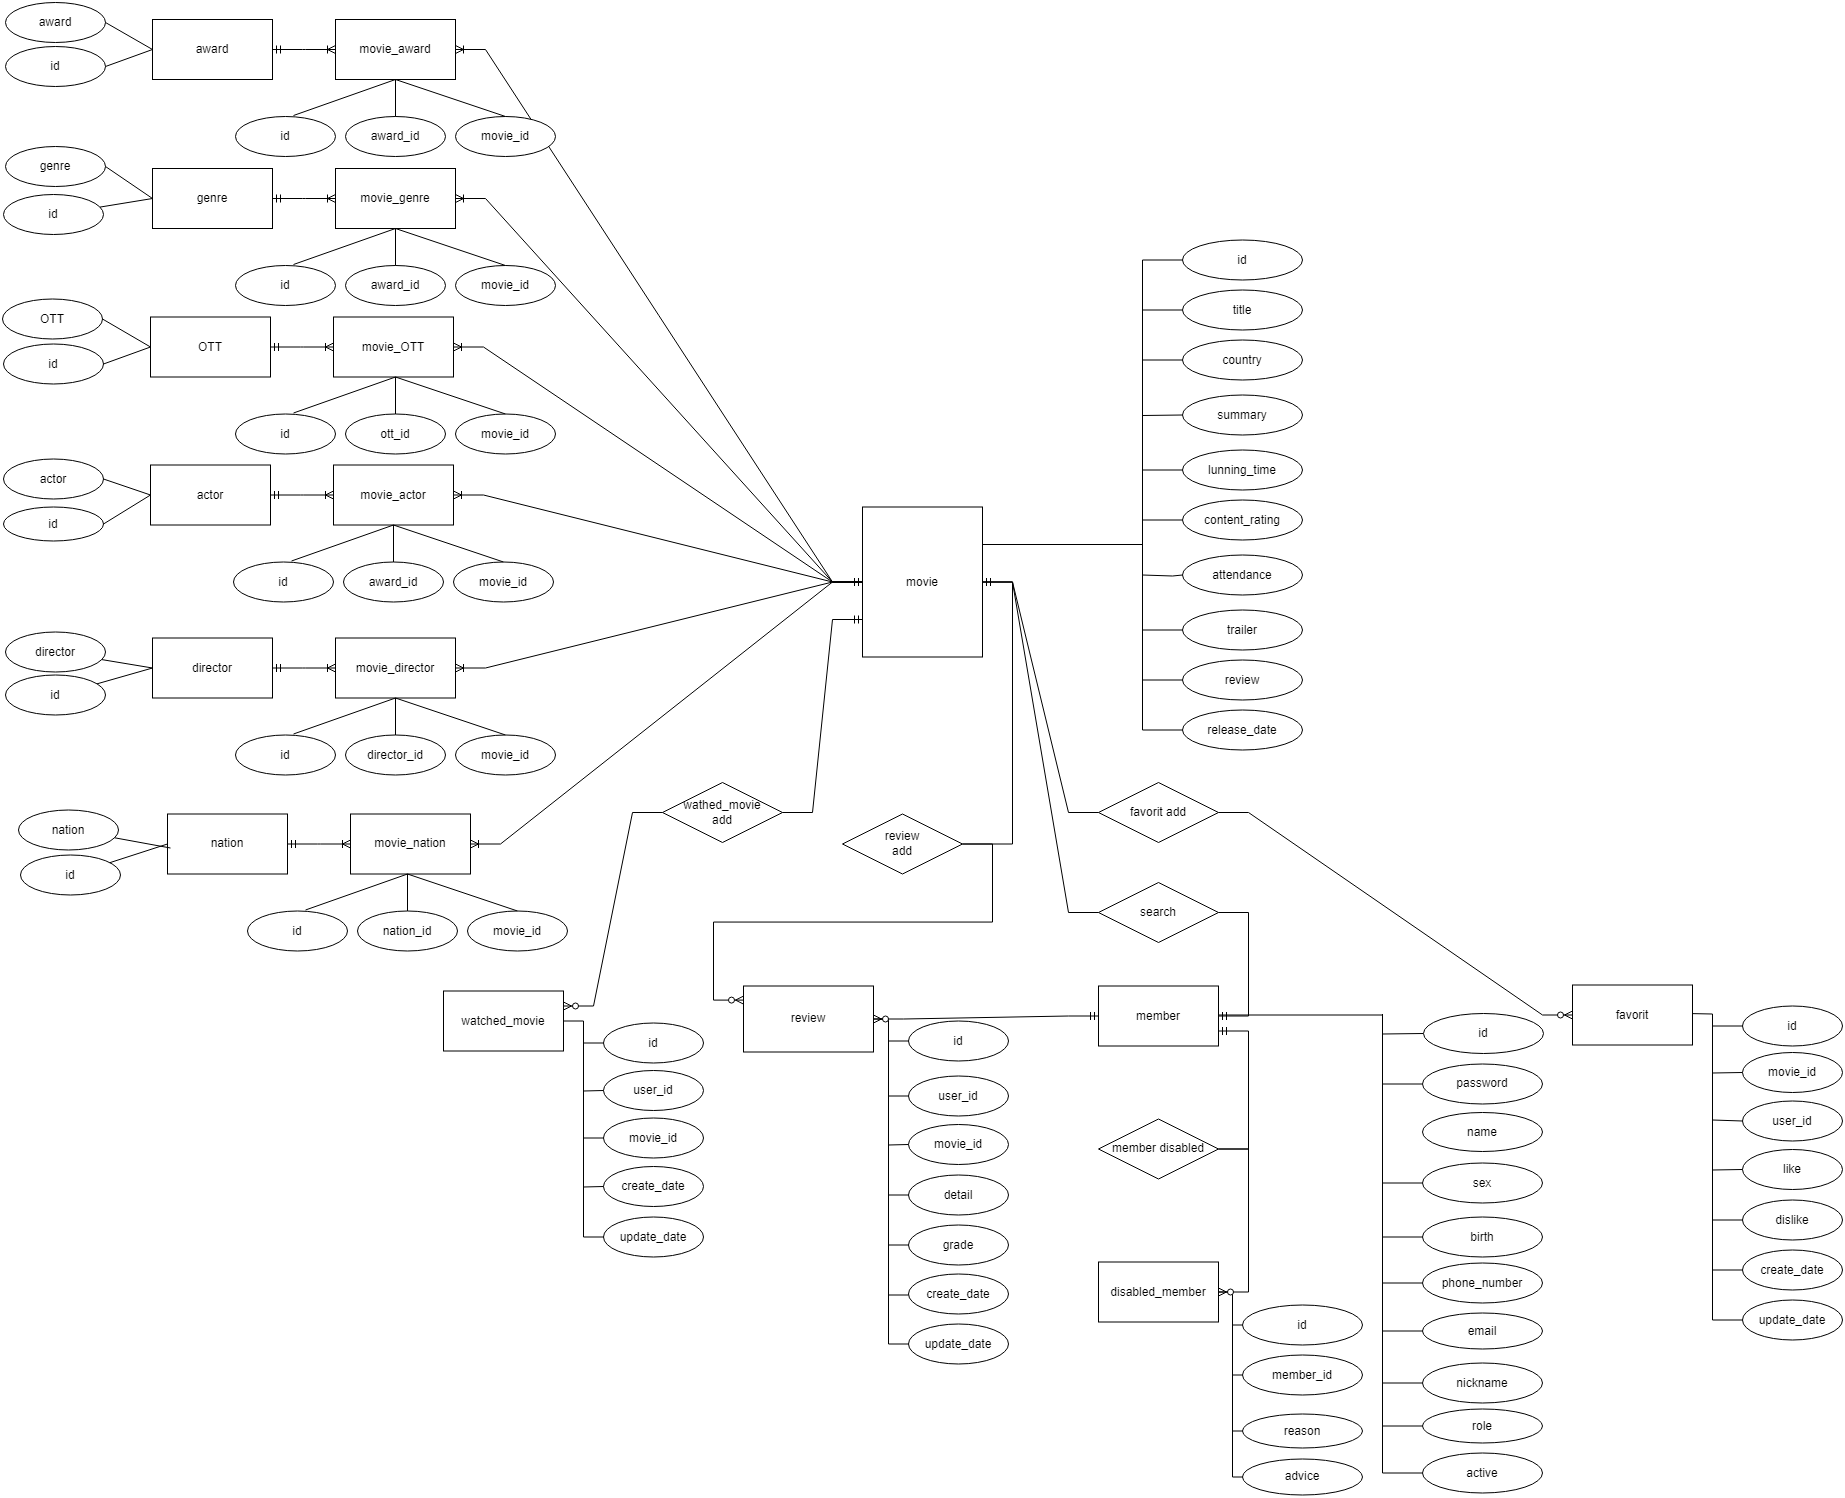 award
id
award
movie_award
id
award_id
movie_id
genre
id
genre
movie_genre
id
award_id
movie_id
OTT
id
OTT
movie_OTT
id
ott_id
movie_id
actor
id
actor
movie_actor
id
award_id
movie_id
director
id
director
movie_director
id
director_id
movie_id
nation
id
nation
movie_nation
id
nation_id
movie_id
movie
id
title
country
summary
lunning_time
content_rating
attendance
trailer
review
release_date
wathed_movie
add
review
add
favorit add
search
watched_movie
id
user_id
movie_id
create_date
update_date
review
id
user_id
movie_id
detail
grade
create_date
update_date
member
member disabled
disabled_member
id
member_id
reason
advice
id
password
name
sex
birth
phone_number
email
nickname
role
active
favorit
id
movie_id
user_id
like
dislike
create_date
update_date